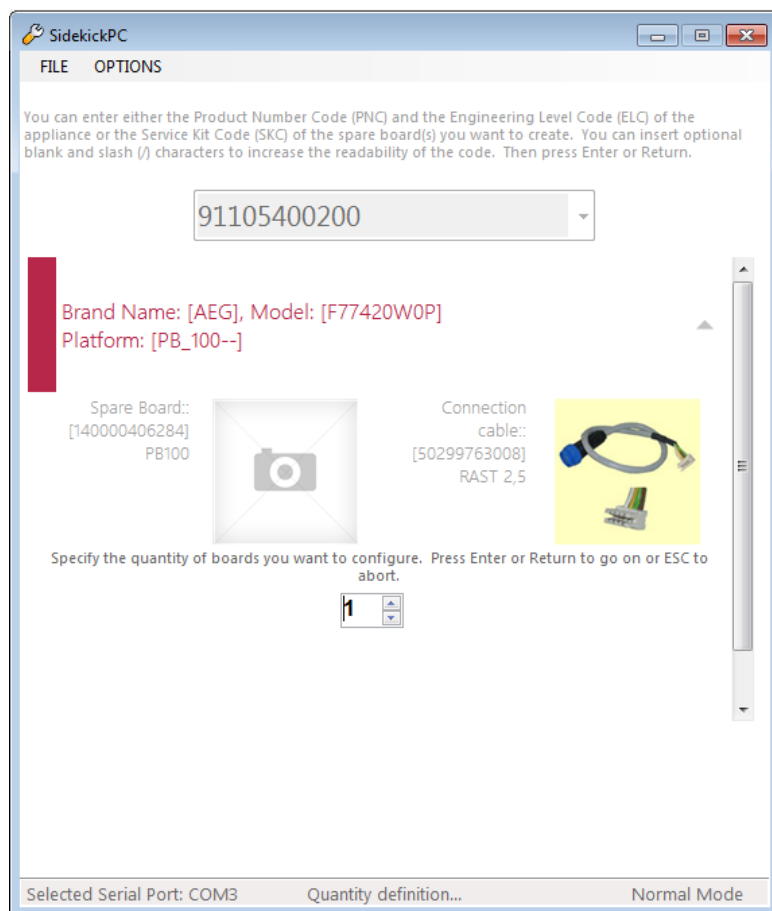 SidekickPC
FILE OPTIONS
You can enter either the Product Number Code (PNC) and the Engineering Level Code (ELC) of the
appliance or the Service Kit Code (SKC) of the spare board(s) you want to create. You can insert optional
blank and slash (/) characters to increase the readability of the code. Then press Enter or Return.
91105400200
Brand Name: [AEG], Model: [F77420W0P]
Platform: [PB_100--]
Spare Board::
[140000406284]
PB100
Connection
cable::
[50299763008]
RAST 2,5
Specify the quantity of boards you want to configure. Press Enter or Return to go on or ESC to
abort.
1
Selected Serial Port: COM3 Quantity definition... Normal Mode